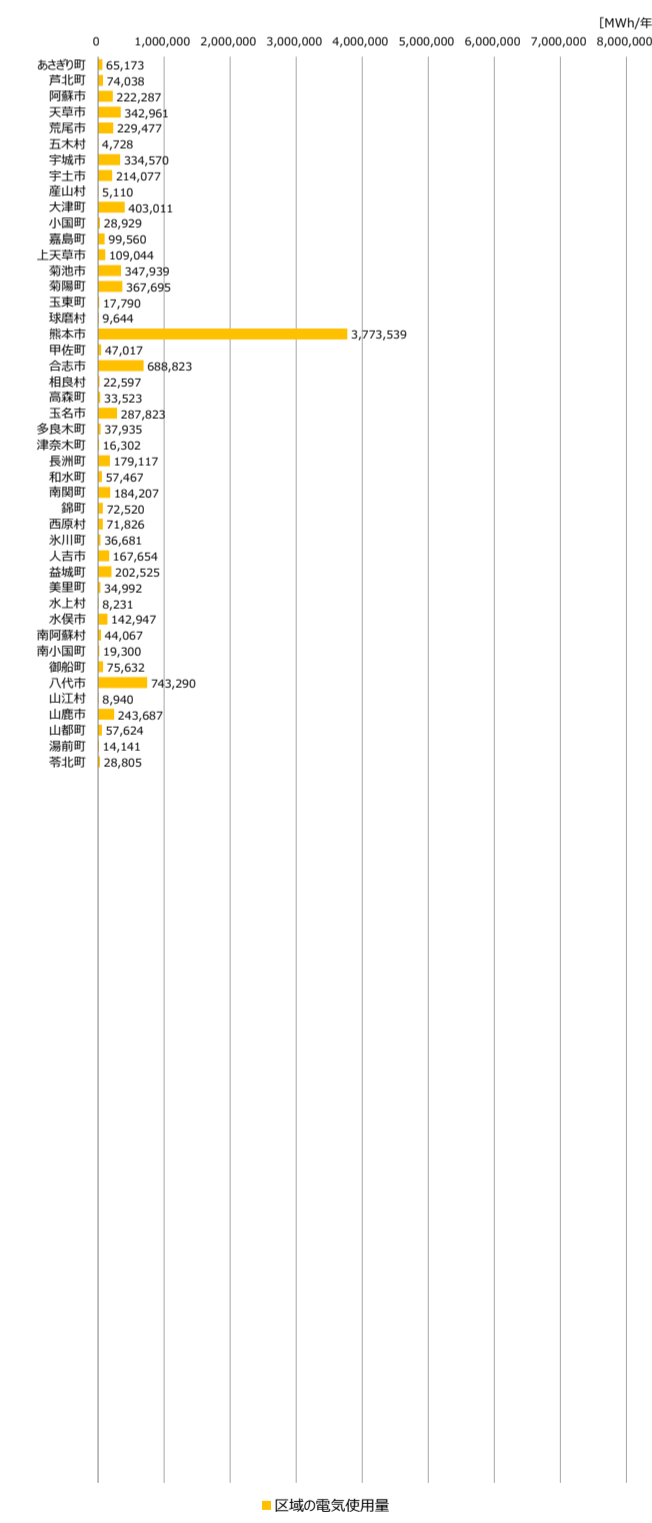 [MWh/年
0 1,000,000 2,000,000 3,000,000 4,000,000 5,000,000 6,000,000 7,000,000 8,000,000
あさぎり町 65,173
芦北町 74,038
阿蘇市 222,287
天草市 342,961
荒尾市 229,477
五木村 4,728
宇城市 334,570
宇土市 214,077
産山村 5,110
大津町 403,011
小国町 28,929
嘉島町 99,560
上天草市 109,044
菊池市 347,939
菊陽町 367,695
玉東町 17,790
球磨村 9,644
熊本市 3,773,539
甲佐町 47,017
合志市 688,823
相良村 22,597
高森町 33,523
玉名市 287,823
多良木町 37,935
津奈木町 16,302
長洲町 179,117
和水町 57,467
南関町 184,207
錦町 72,520
西原村 71,826
氷川町 36,681
人吉市 167,654
益城町 202,525
美里町 34,992
水上村 8,231
水俣市 142,947
南阿蘇村 44,067
南小国町 19,300
御船町 75,632
八代市 743,290
山江村 8,940
山鹿市 243,687
山都町 57,624
湯前町 14,141
苓北町 28,805
区域の電気使用量